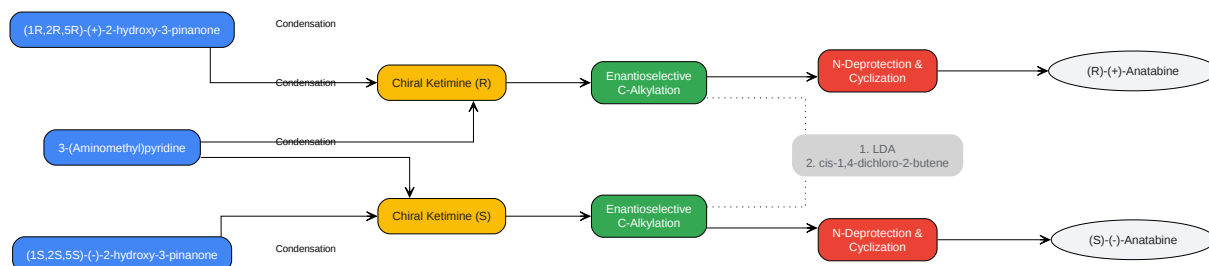 (1R,2R,5R)-(+)-2-hydroxy-3-pinanone
Condensation
Enantioselective
C-Alkylation
N-Deprotection &
Cyclization
(R)-(+)-Anatabine
Condensation
Chiral Ketimine (R)
3-(Aminomethyl)pyridine
Condensation
1. LDA
2. cis-1,4-dichloro-2-butene
Chiral Ketimine (S)
Enantioselective
C-Alkylation
N-Deprotection &
Cyclization
(S)-(-)-Anatabine
(1S,2S,5S)-(-)-2-hydroxy-3-pinanone
Condensation